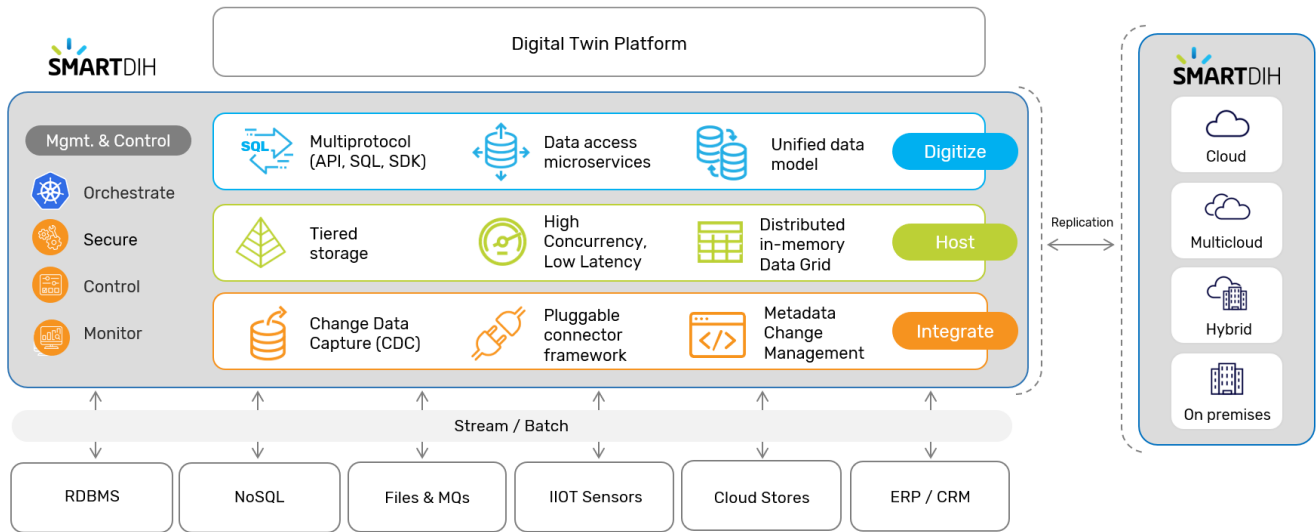 Digital Twin Platform
SMARTDIH
Mgmt. & Control
Orchestrate
Secure
Control
Monitor
SQL
Multiprotocol
(API, SQL, SDK)
Data access
microservices
Unified data
model
Digitize
Tiered
storage
High
Concurrency,
Low Latency
Distributed
in-memory
Data Grid
Host
Change Data
Capture (CDC)
Pluggable
connector
framework
</>
Metadata
Change
Management
Integrate
Stream / Batch
RDBMS
NoSQL
Files & MQs
IIOT Sensors
Cloud Stores
ERP / CRM
Replication
SMARTDIH
Cloud
Multicloud
Hybrid
On premises